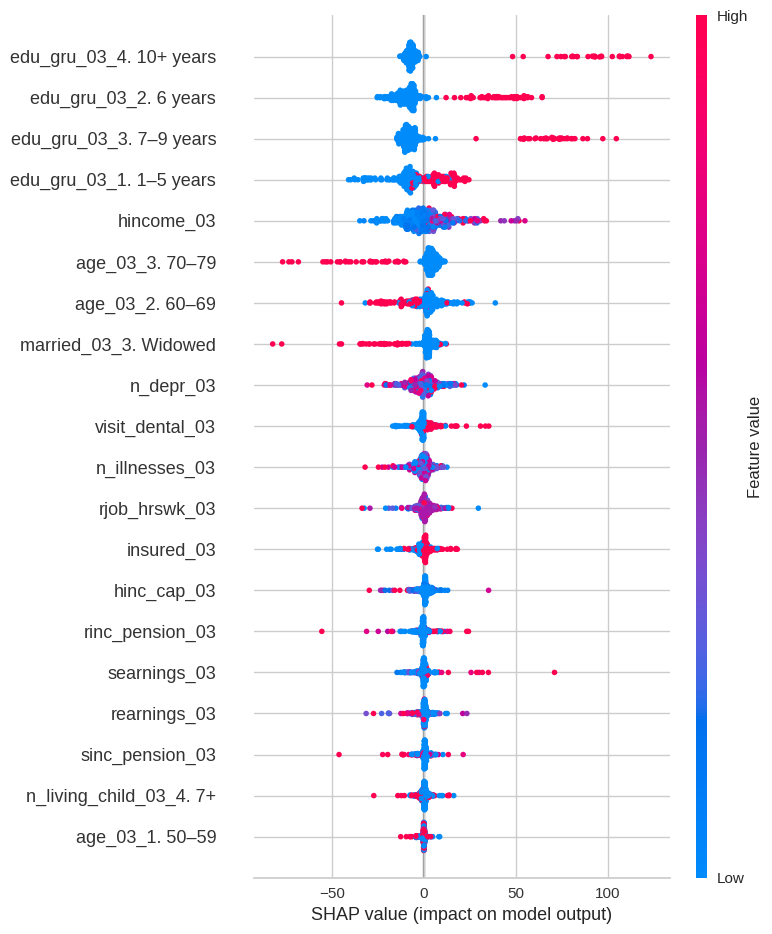 High
edu_gru_03_4. 10+ years
edu_gru_03_2. 6 years
edu_gru_03_3. 7–9 years
edu_gru_03_1. 1–5 years
hincome_03
age_03_3. 70–79
age_03_2. 60–69
married_03_3. Widowed
n_depr_03
visit_dental_03
n_illnesses_03
rjob_hrswk_03
insured_03
hinc_cap_03
rinc_pension_03
searnings_03
rearnings_03
sinc_pension_03
n_living_child_03_4. 7+
age_03_1. 50–59
Feature value
Low
−50 0 50 100
SHAP value (impact on model output)